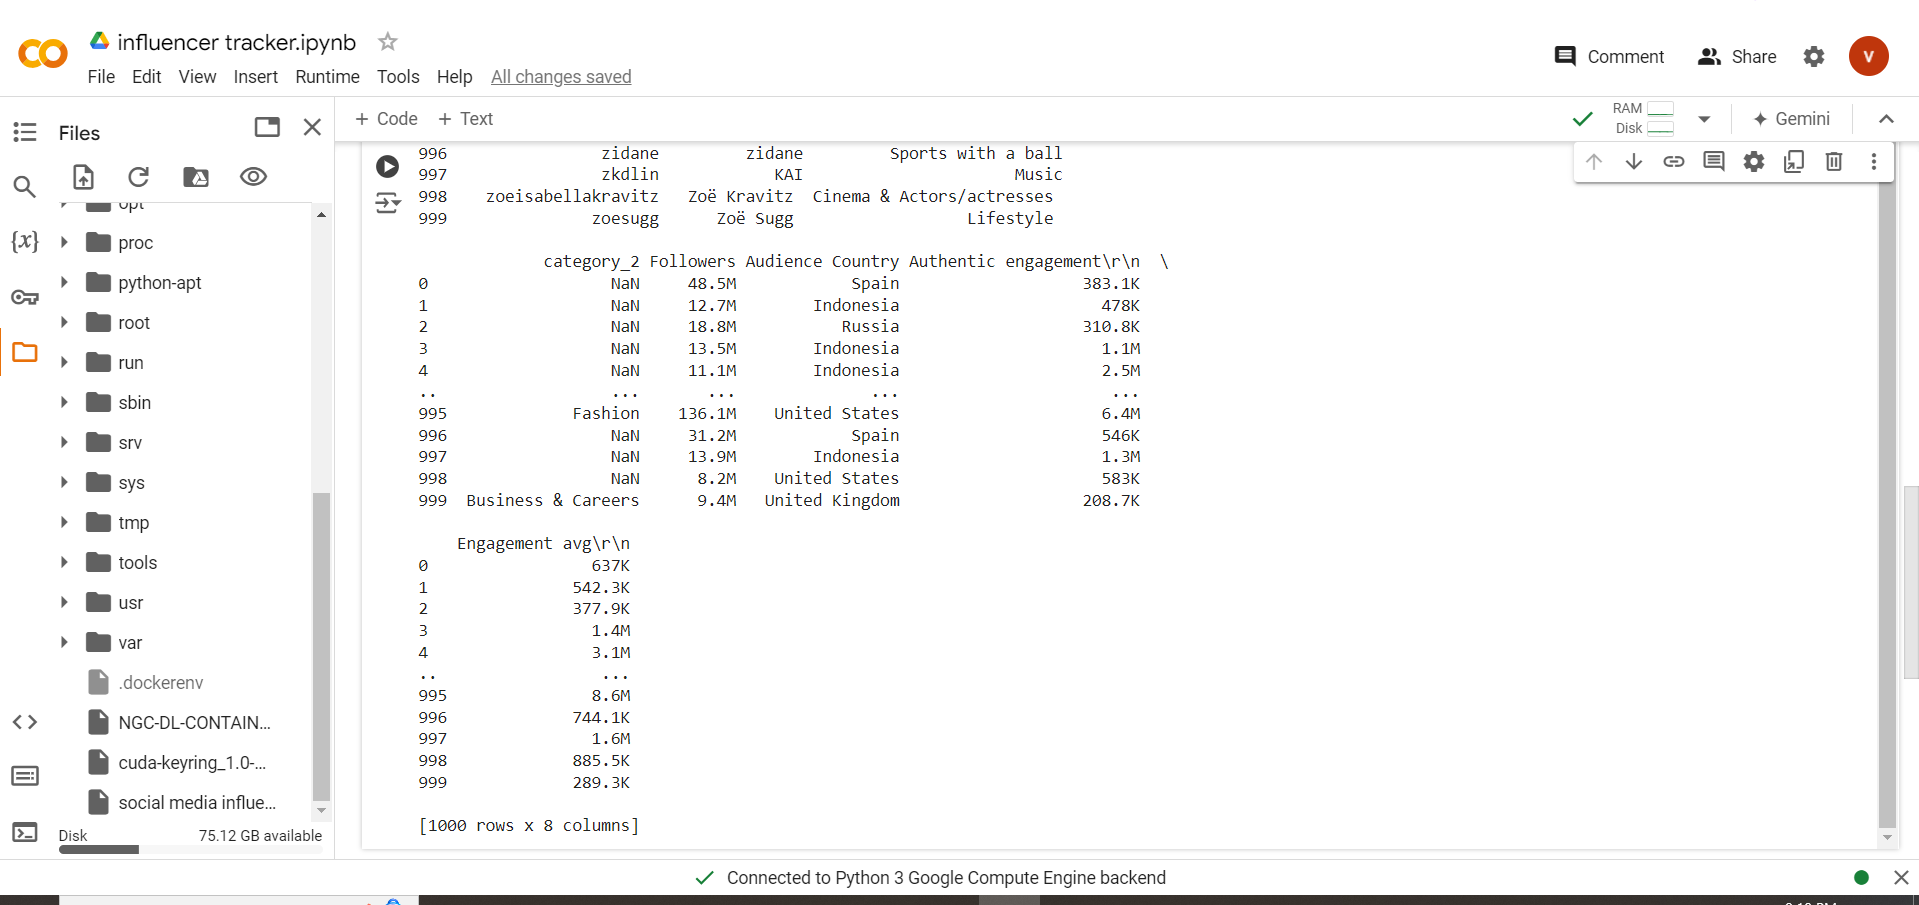 influencer tracker.ipynb
File Edit View Insert Runtime Tools Help All changes saved
Comment Share V
Files
+ Code + Text
RAM
Disk
Gemini
opt
proc
python-apt
root
run
sbin
srv
sys
tmp
tools
usr
var
.dockerenv
NGC-DL-CONTAIN...
cuda-keyring_1.0-...
social media influe...
Disk 75.12 GB available
{x}
996 zidane zidane Sports with a ball
997 zkdlin KAI Music
998 zoeisabellakravitz Zoë Kravitz Cinema & Actors/actresses
999 zoesugg Zoë Sugg Lifestyle
category_2 Followers Audience Country Authentic engagement\r\n \
0 NaN 48.5M Spain 383.1K
1 NaN 12.7M Indonesia 478K
2 NaN 18.8M Russia 310.8K
3 NaN 13.5M Indonesia 1.1M
4 NaN 11.1M Indonesia 2.5M
.. ... ... ... ...
995 Fashion 136.1M United States 6.4M
996 NaN 31.2M Spain 546K
997 NaN 13.9M Indonesia 1.3M
998 NaN 8.2M United States 583K
999 Business & Careers 9.4M United Kingdom 208.7K
Engagement avg\r\n
0 637K
1 542.3K
2 377.9K
3 1.4M
4 3.1M
.. ...
995 8.6M
996 744.1K
997 1.6M
998 885.5K
999 289.3K
[1000 rows x 8 columns]
Connected to Python 3 Google Compute Engine backend